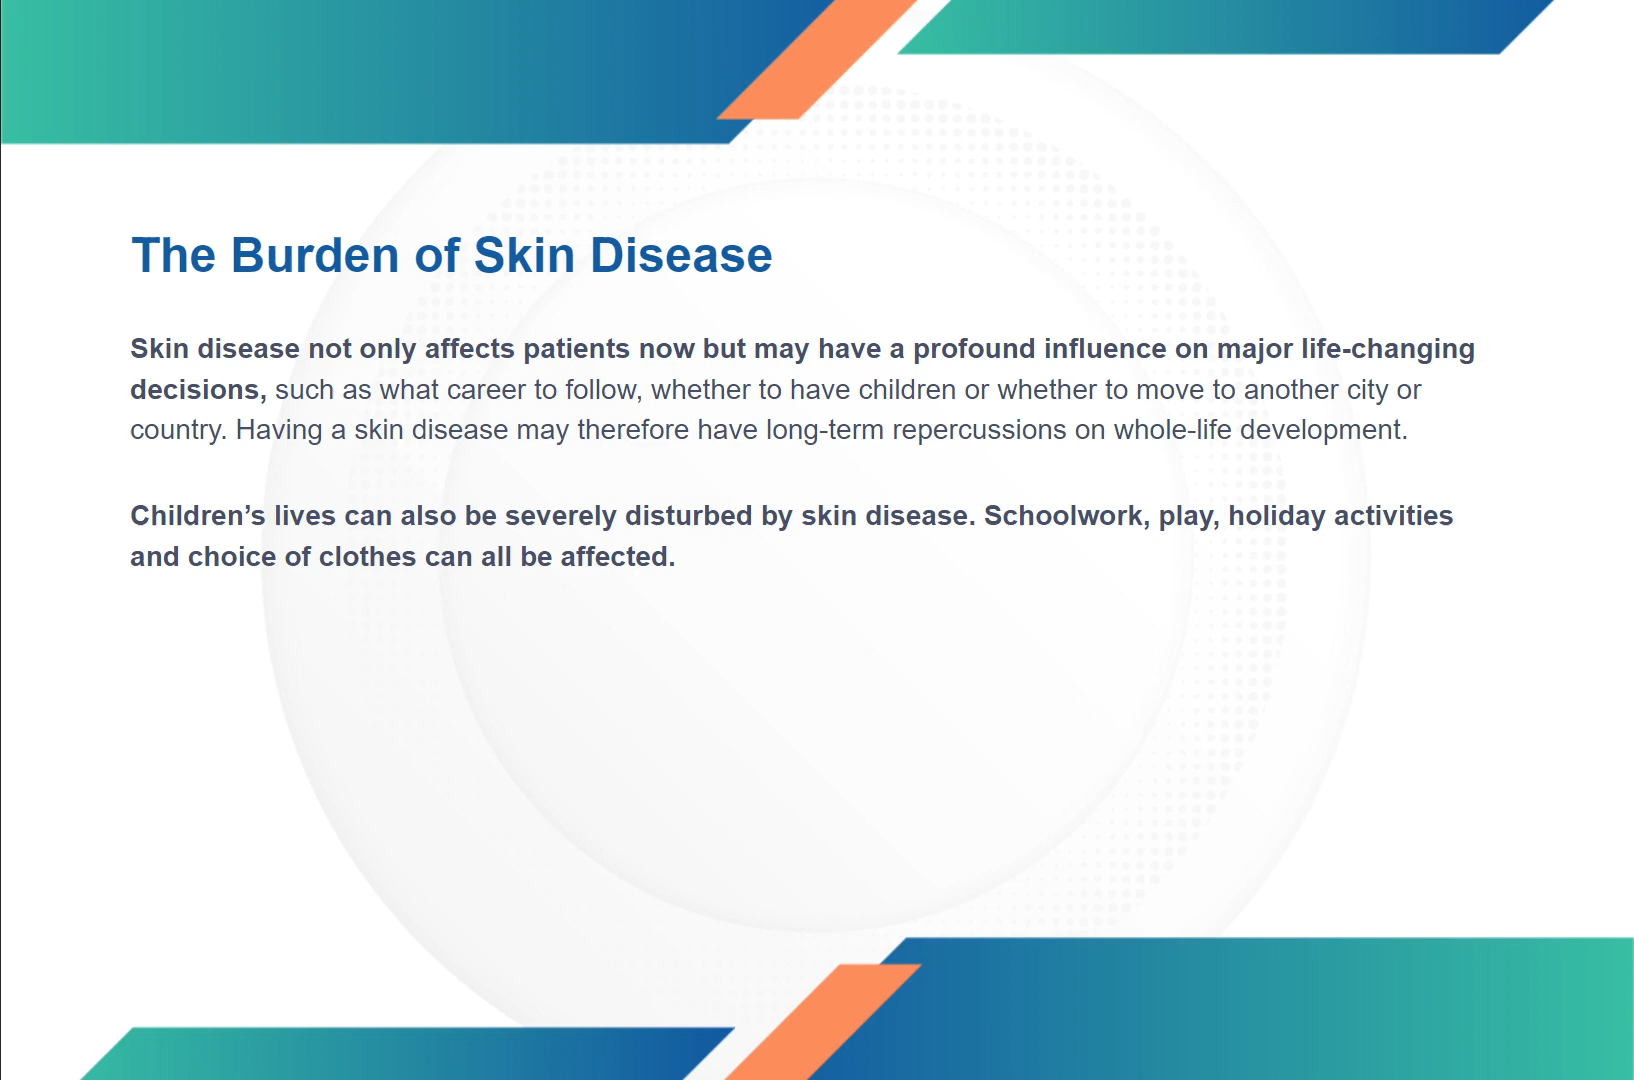 The Burden of Skin Disease
Skin disease not only affects patients now but may have a profound influence on major life-changing
decisions, such as what career to follow, whether to have children or whether to move to another city or
country. Having a skin disease may therefore have long-term repercussions on whole-life development.
Children’s lives can also be severely disturbed by skin disease. Schoolwork, play, holiday activities
and choice of clothes can all be affected.